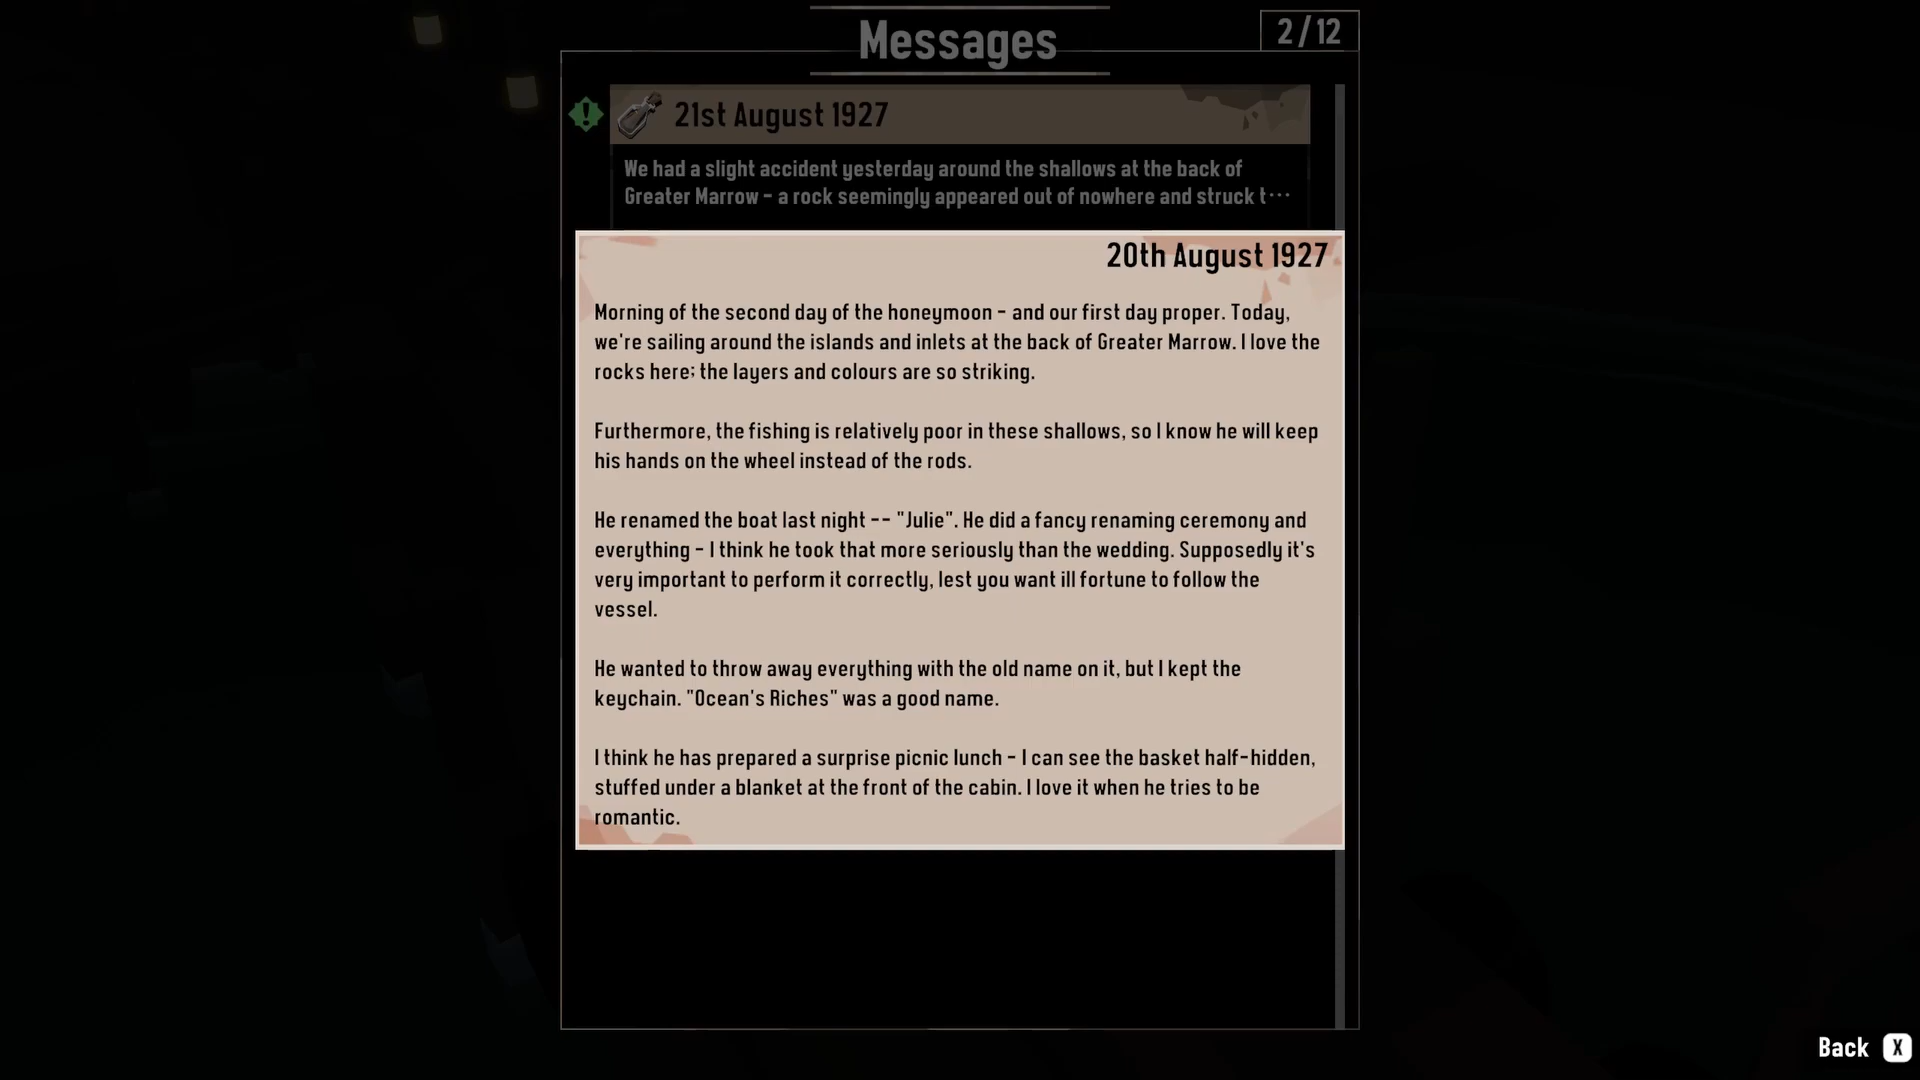 Messages
2/12
21st August 1927
We had a slight accident yesterday around the shallows at the back of
Greater Marrow - a rock seemingly appeared out of nowhere and struck t···
20th August 1927
Morning of the second day of the honeymoon - and our first day proper. Today,
we're sailing around the islands and inlets at the back of Greater Marrow. I love the
rocks here; the layers and colours are so striking.
Furthermore, the fishing is relatively poor in these shallows, so I know he will keep
his hands on the wheel instead of the rods.
He renamed the boat last night -- "Julie". He did a fancy renaming ceremony and
everything - I think he took that more seriously than the wedding. Supposedly it's
very important to perform it correctly, lest you want ill fortune to follow the
vessel.
He wanted to throw away everything with the old name on it, but I kept the
keychain. "Ocean's Riches" was a good name.
I think he has prepared a surprise picnic lunch - I can see the basket half-hidden,
stuffed under a blanket at the front of the cabin. I love it when he tries to be
romantic.
Back X